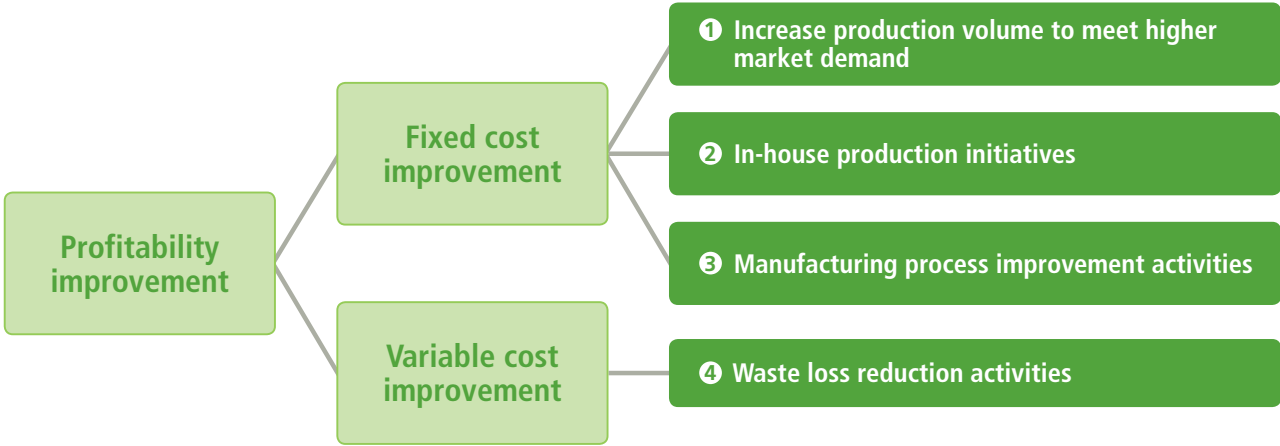 Profitability
improvement
Fixed cost
improvement
❶ Increase production volume to meet higher
market demand
❷ In-house production initiatives
❸ Manufacturing process improvement activities
Variable cost
improvement
❹ Waste loss reduction activities